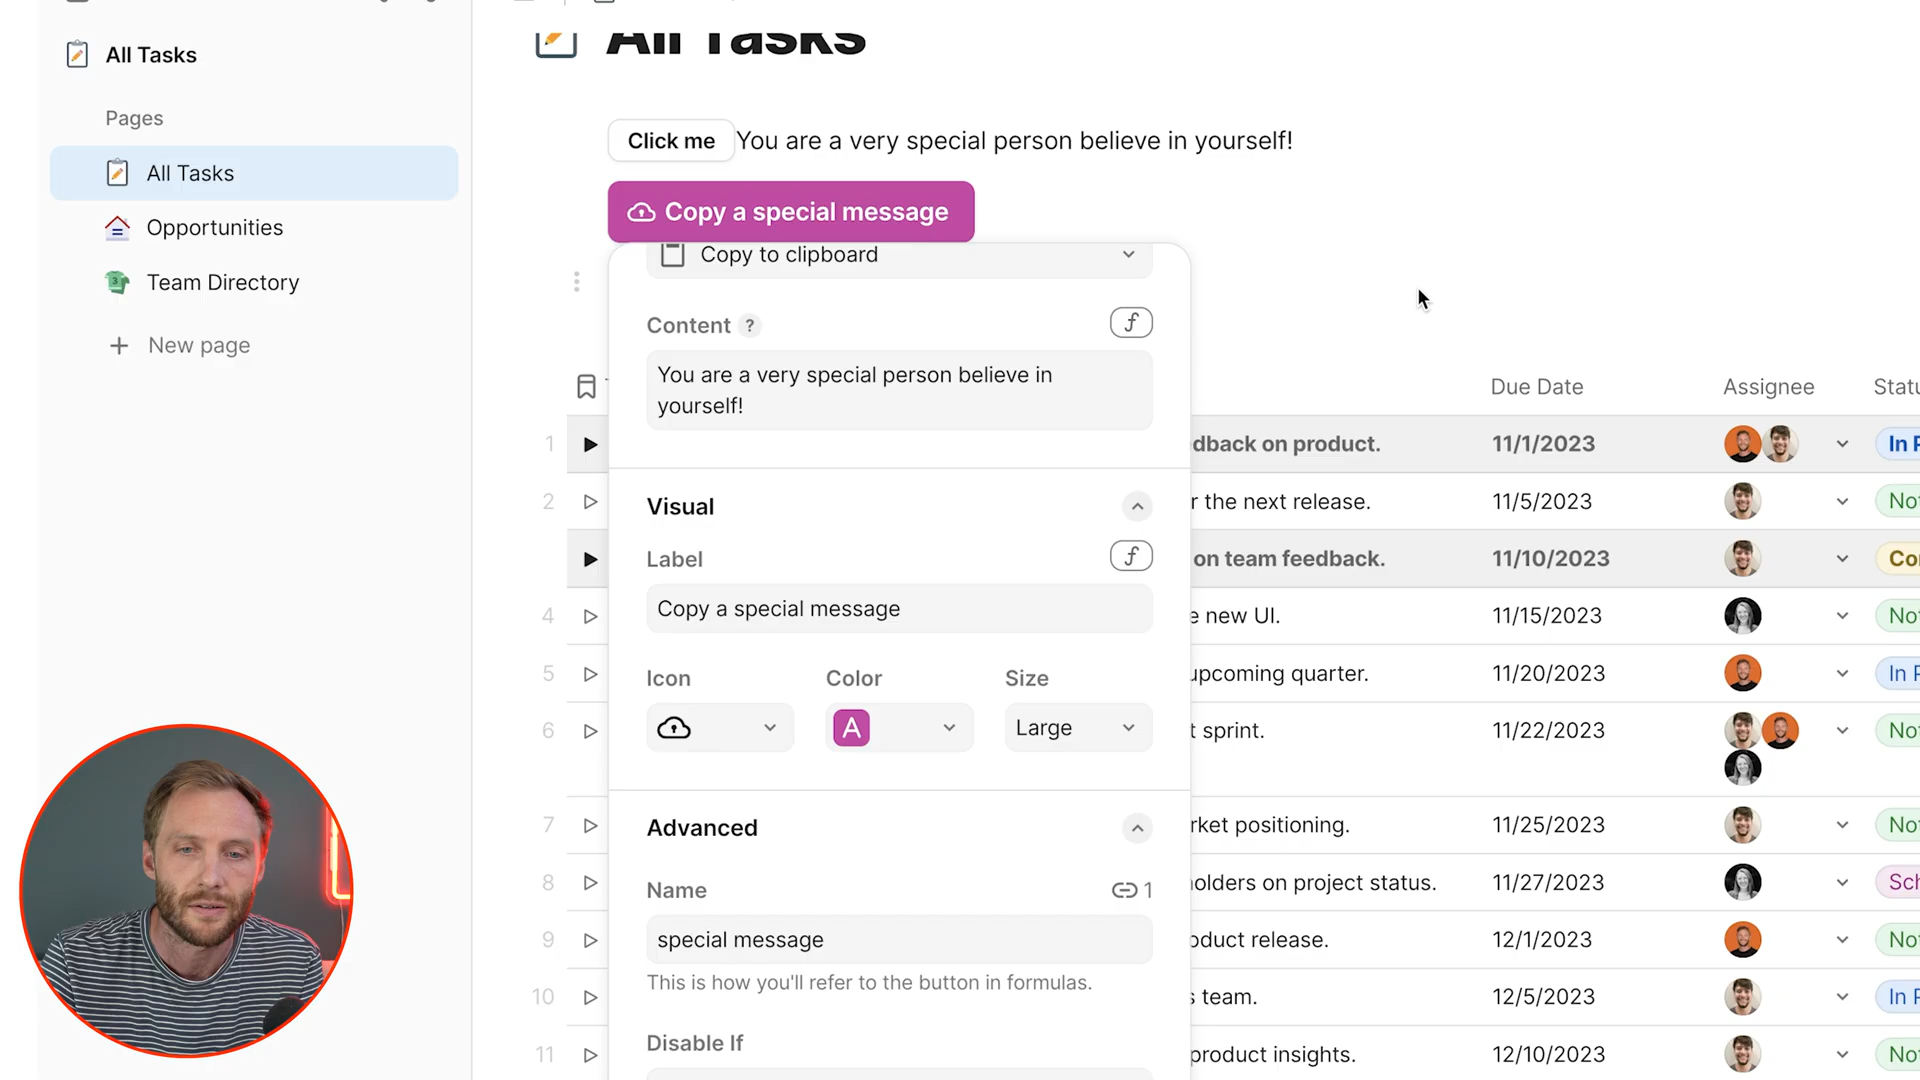 All Tasks
Pages
All Tasks
Opportunities
Team Directory
New page
All Tasks
Click me
You are a very special person believe in yourself!
Copy a special message
Copy to clipboard
Content ?
You are a very special person believe in
yourself!
Visual
Label
Copy a special message
Icon Color Size
A Large
Advanced
Name 1
special message
This is how you'll refer to the button in formulas.
Disable If
Due Date Assignee
1 dback on product. 11/1/2023 In
2 r the next release. 11/5/2023
on team feedback. 11/10/2023
4 e new UI. 11/15/2023
5 upcoming quarter. 11/20/2023 In
6 t sprint. 11/22/2023
7 rket positioning. 11/25/2023
8 olders on project status. 11/27/2023
9 oduct release. 12/1/2023
10 s team. 12/5/2023 In
11 product insights. 12/10/2023